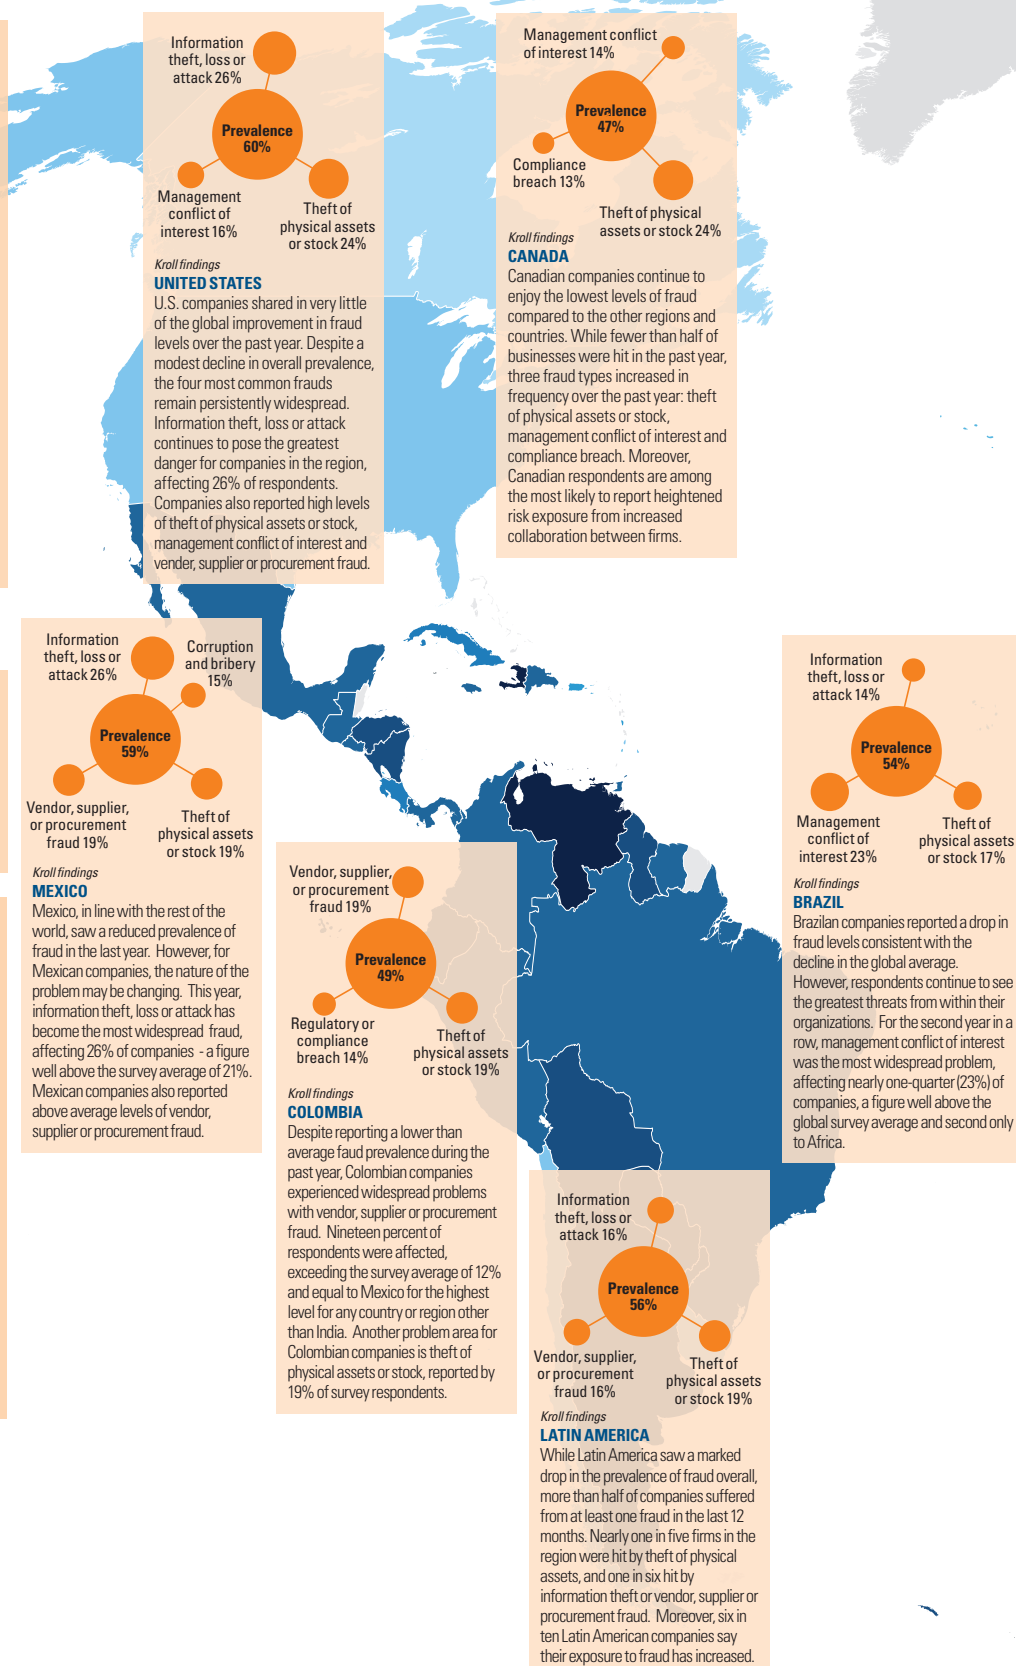 Information
theft, loss or
attack 26%
Prevalence
60%
Management
conflict of
interest 16%
Theft of
physical assets
or stock 24%
Kroll findings
UNITED STATES
U.S. companies shared in very little
of the global improvement in fraud
levels over the past year. Despite a
modest decline in overall prevalence,
the four most common frauds
remain persistently widespread.
Information theft, loss or attack
continues to pose the greatest
danger for companies in the region,
affecting 26% of respondents.
Companies also reported high levels
of theft of physical assets or stock,
management conflict of interest and
vender, supplier or procurement fraud.
Management conflict
of interest 14%
Prevalence
47%
Compliance
breach 13%
Theft of physical
assets or stock 24%
Kroll findings
CANADA
Canadian companies continue to
enjoy the lowest levels of fraud
compared to the other regions and
countries. While fewer than half of
businesses were hit in the past year,
three fraud types increased in
frequency over the past year: theft
of physical assets or stock,
management conflict of interest and
compliance breach. Moreover,
Canadian respondents are among
the most likely to report heightened
risk exposure from increased
collaboration between firms.
Information
theft, loss or
attack 26%
Corruption
and bribery
15%
Prevalence
59%
Vendor, supplier,
or procurement
fraud 19%
Theft of
physical assets
or stock 19%
Kroll findings
MEXICO
Mexico, in line with the rest of the
world, saw a reduced prevalence of
fraud in the last year. However, for
Mexican companies, the nature of the
problem may be changing. This year,
information theft, loss or attack has
become the most widespread fraud,
affecting 26% of companies - a figure
well above the survey average of 21%.
Mexican companies also reported
above average levels of vendor,
supplier or procurement fraud.
Vendor, supplier,
or procurement
fraud 19%
Prevalence
49%
Regulatory or
compliance
breach 14%
Theft of
physical assets
or stock 19%
Kroll findings
COLOMBIA
Despite reporting a lower than
average faud prevalence during the
past year, Colombian companies
experienced widespread problems
with vendor, supplier or procurement
fraud. Nineteen percent of
respondents were affected,
exceeding the survey average of 12%
and equal to Mexico for the highest
level for any country or region other
than India. Another problem area for
Colombian companies is theft of
physical assets or stock, reported by
19% of survey respondents.
Information
theft, loss or
attack 14%
Prevalence
54%
Management
conflict of
interest 23%
Theft of
physical assets
or stock 17%
Kroll findings
BRAZIL
Brazilan companies reported a drop in
fraud levels consistent with the
decline in the global average.
However, respondents continue to see
the greatest threats from within their
organizations. For the second year in a
row, management conflict of interest
was the most widespread problem,
affecting nearly one-quarter (23%) of
companies, a figure well above the
global survey average and second only
to Africa.
Information
theft, loss or
attack 16%
Prevalence
56%
Vendor, supplier,
or procurement
fraud 16%
Theft of
physical assets
or stock 19%
Kroll findings
LATIN AMERICA
While Latin America saw a marked
drop in the prevalence of fraud overall,
more than half of companies suffered
from at least one fraud in the last 12
months. Nearly one in five firms in the
region were hit by theft of physical
assets, and one in six hit by
information theft or vendor, supplier or
procurement fraud. Moreover, six in
ten Latin American companies say
their exposure to fraud has increased.